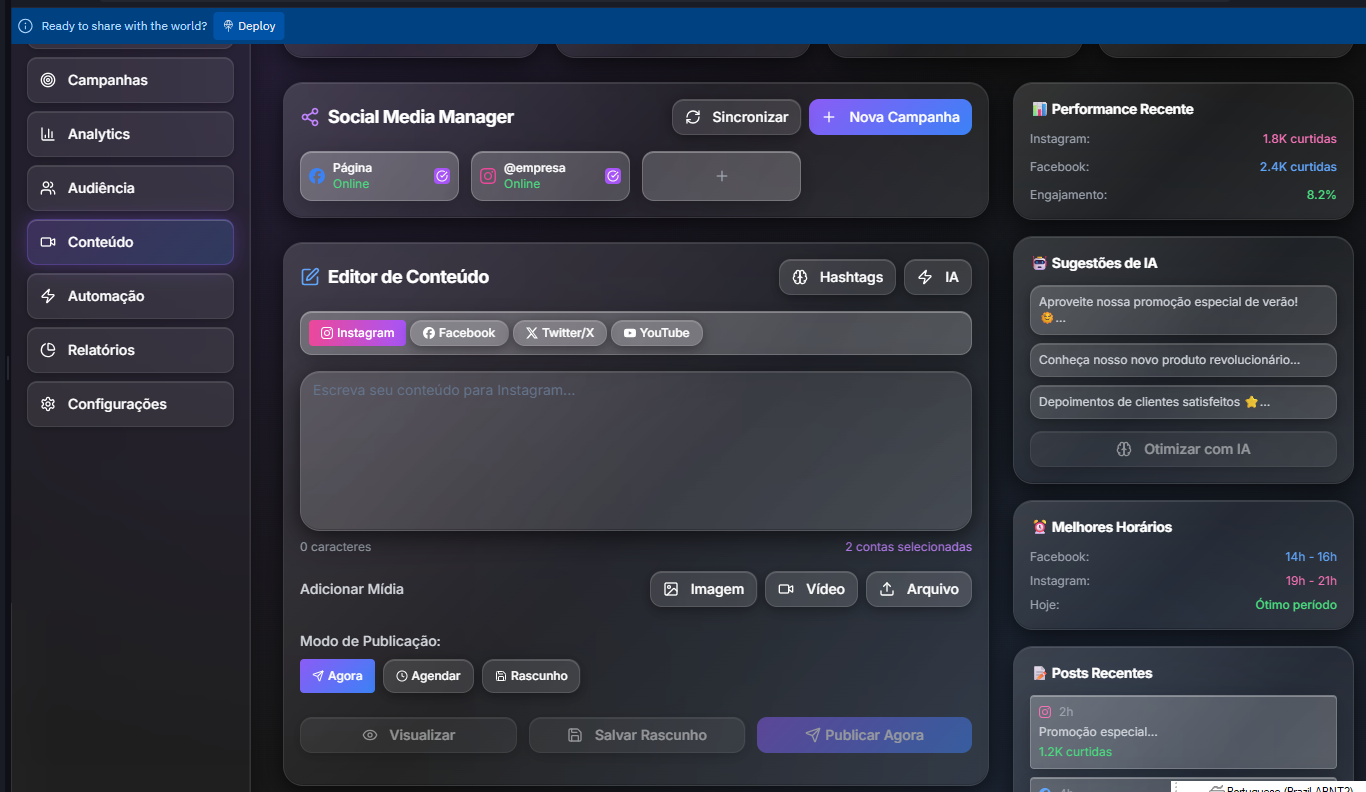 Ready to share with the world?
Deploy
Campanhas
Analytics
Audiência
Conteúdo
Automação
Relatórios
Configurações
Social Media Manager
Sincronizar
Nova Campanha
Página
Online
@empresa
Online
Editor de Conteúdo
Hashtags
IA
Instagram
Facebook
Twitter/X
YouTube
Escreva seu conteúdo para Instagram...
0 caracteres
2 contas selecionadas
Adicionar Mídia
Imagem
Vídeo
Arquivo
Modo de Publicação:
Agora
Agendar
Rascunho
Visualizar
Salvar Rascunho
Publicar Agora
Performance Recente
Instagram: 1.8K curtidas
Facebook: 2.4K curtidas
Engajamento: 8.2%
Sugestões de IA
Aproveite nossa promoção especial de verão!
🌞...
Conheça nosso novo produto revolucionário...
Depoimentos de clientes satisfeitos ⭐...
Otimizar com IA
Melhores Horários
Facebook: 14h - 16h
Instagram: 19h - 21h
Hoje: Ótimo período
Posts Recentes
2h
Promoção especial...
1.2K curtidas
4h
Portuguese (Brazil ABNT2)